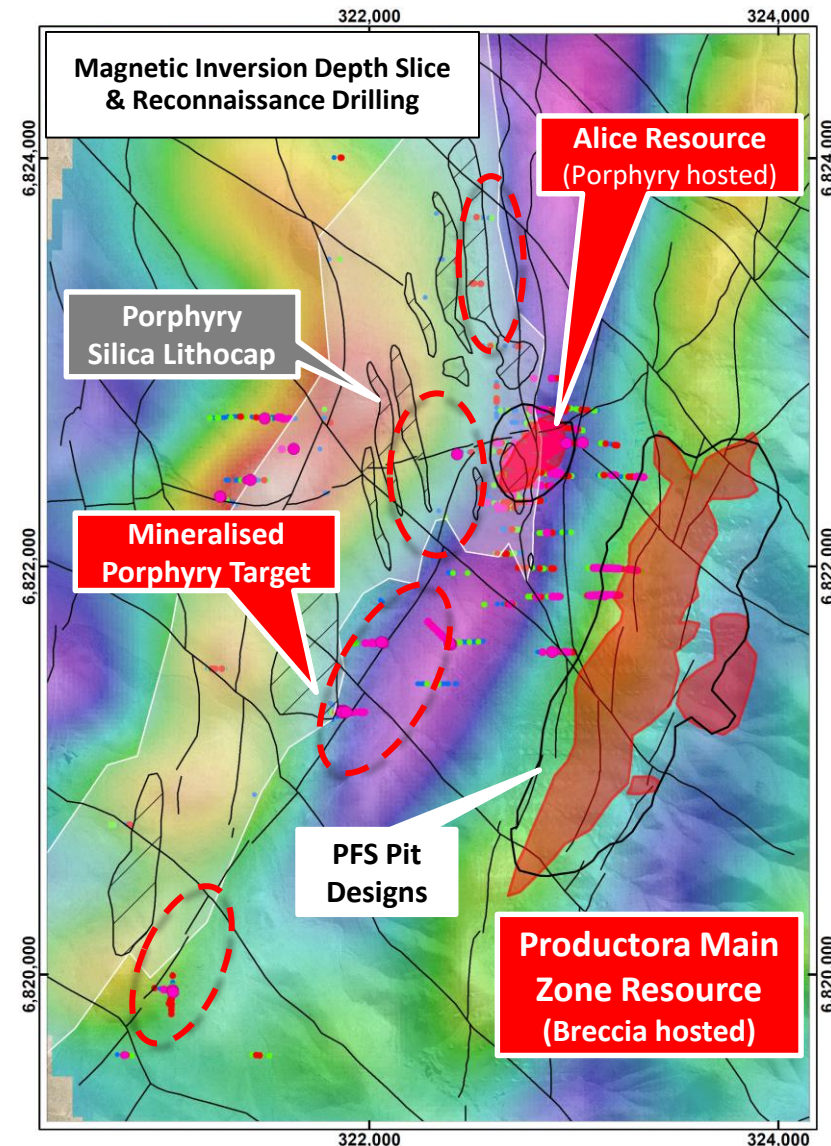 322,000
324,000
Magnetic Inversion Depth Slice
& Reconnaissance Drilling
Alice Resource
(Porphyry hosted)
6,824,000
6,824,000
Porphyry
Silica Lithocap
Mineralised
Porphyry Target
6,822,000
6,822,000
PFS Pit
Designs
Productora Main
Zone Resource
(Breccia hosted)
6,820,000
6,820,000
322,000
324,000